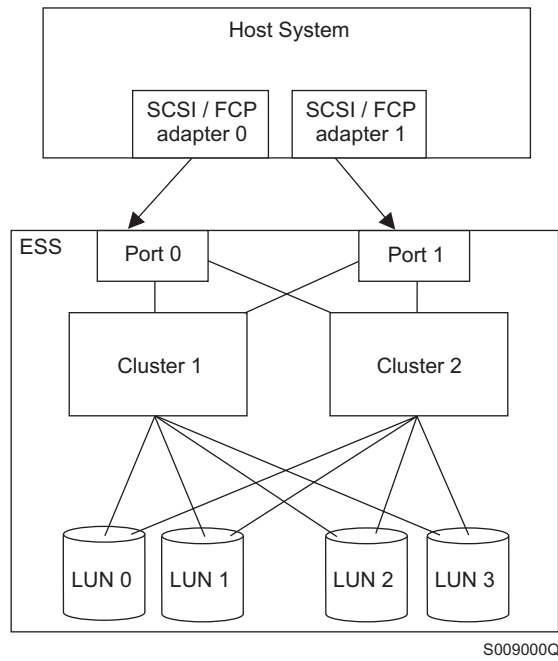 Host System
SCSI / FCP
adapter 0
SCSI / FCP
adapter 1
ESS
Port 0
Port 1
Cluster 1
Cluster 2
LUN 0
LUN 1
LUN 2
LUN 3
S009000Q